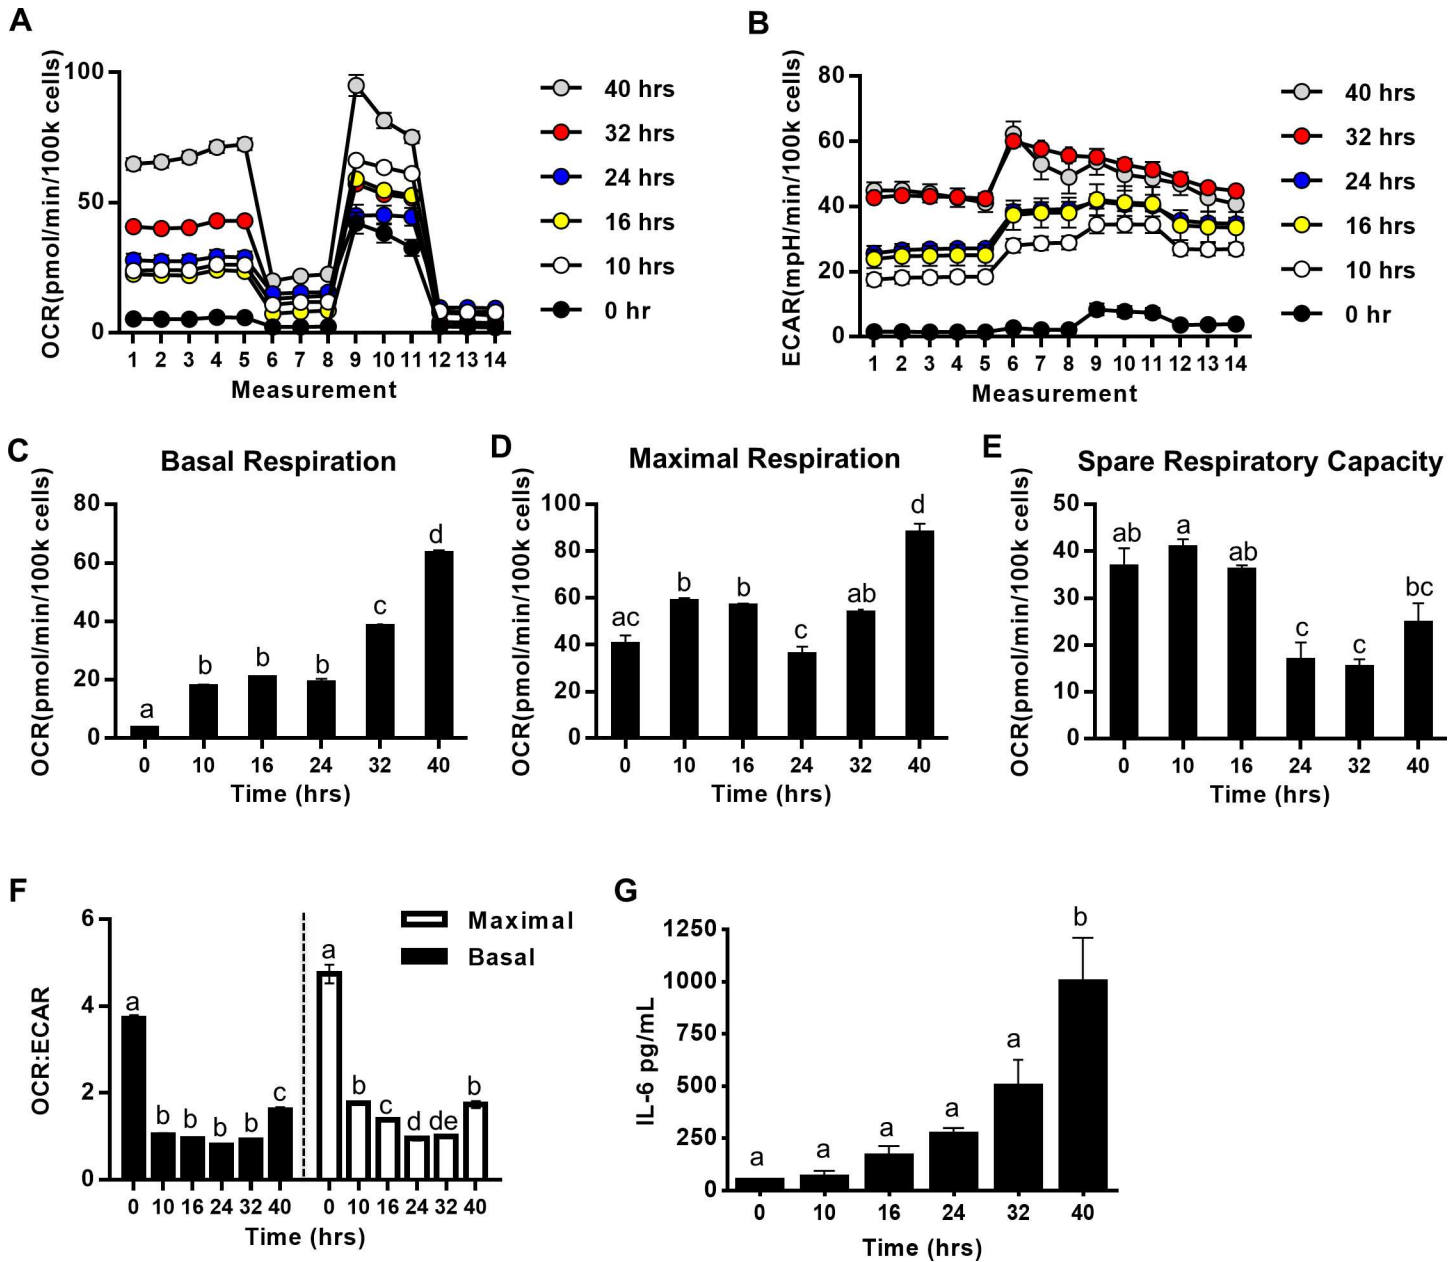 A
OCR(pmol/min/100k cells)
100
50
0
1 2 3 4 5 6 7 8 9 10 11 12 13 14
Measurement
40 hrs
32 hrs
24 hrs
16 hrs
10 hrs
0 hr
B
ECAR(mpH/min/100k cells)
80
60
40
20
0
1 2 3 4 5 6 7 8 9 10 11 12 13 14
Measurement
40 hrs
32 hrs
24 hrs
16 hrs
10 hrs
0 hr
C
Basal Respiration
OCR(pmol/min/100k cells)
80
60
40
20
0
a b b b c d
0 10 16 24 32 40
Time (hrs)
D
Maximal Respiration
OCR(pmol/min/100k cells)
100
80
60
40
20
0
ac b b c ab d
0 10 16 24 32 40
Time (hrs)
E
Spare Respiratory Capacity
OCR(pmol/min/100k cells)
50
40
30
20
10
0
ab a ab c c bc
0 10 16 24 32 40
Time (hrs)
F
OCR:ECAR
6
4
2
0
a b b b b c
a b c d de b
Maximal
Basal
0 10 16 24 32 40 0 10 16 24 32 40
Time (hrs)
G
IL-6 pg/mL
1250
1000
750
500
250
0
a a a a a b
0 10 16 24 32 40
Time (hrs)